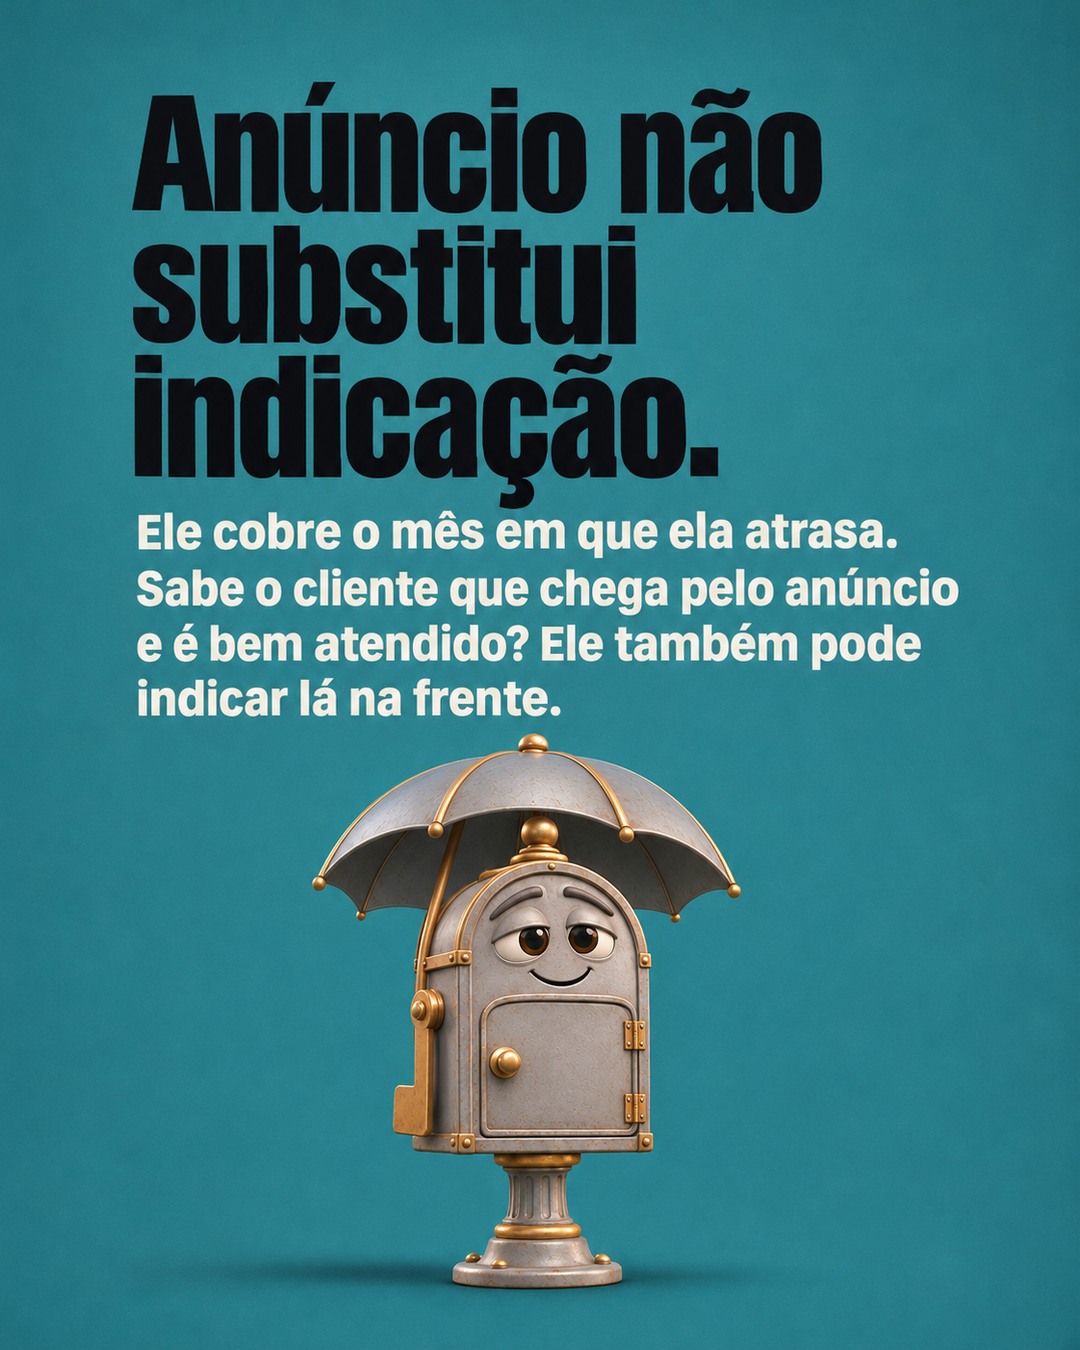 Anúncio não
substitui
indicação.
Ele cobre o mês em que ela atrasa.
Sabe o cliente que chega pelo anúncio
e é bem atendido? Ele também pode
indicar lá na frente.